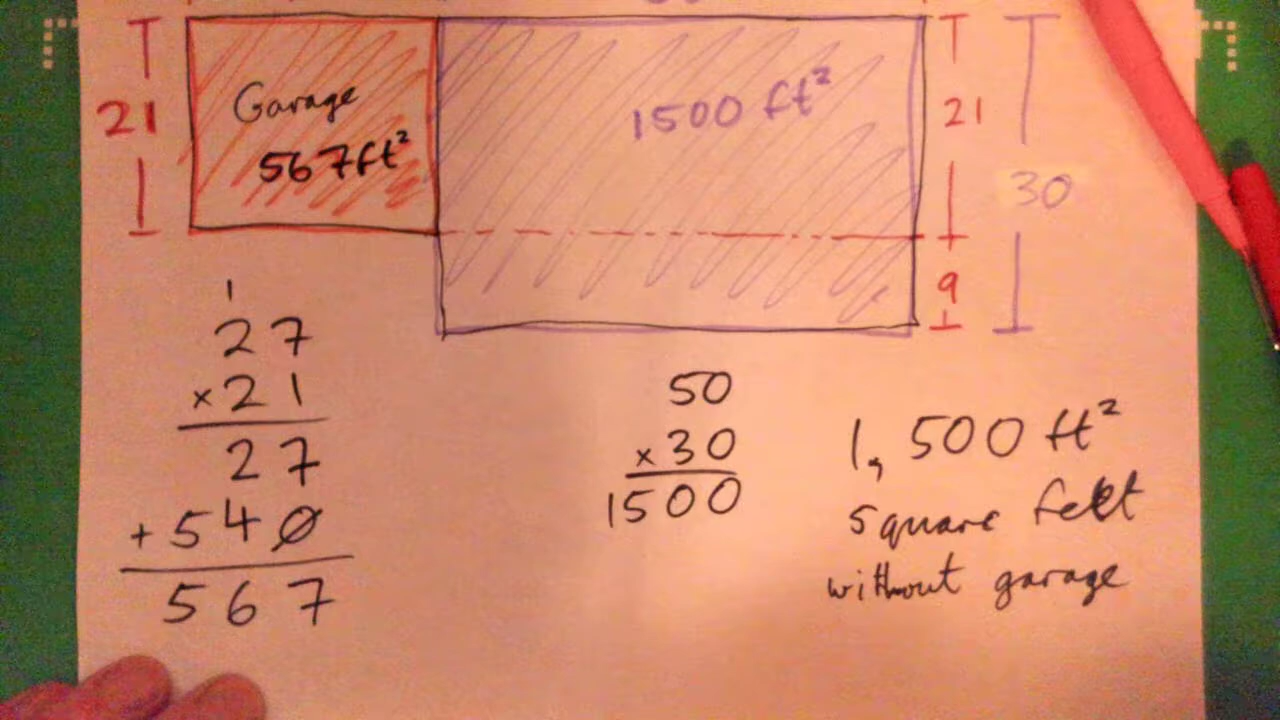 Garage
567ft²
1500 ft²
21
21
30
9
1
27
×21
27
+540
567
50
×30
1500
1,500 ft²
square feet
without garage